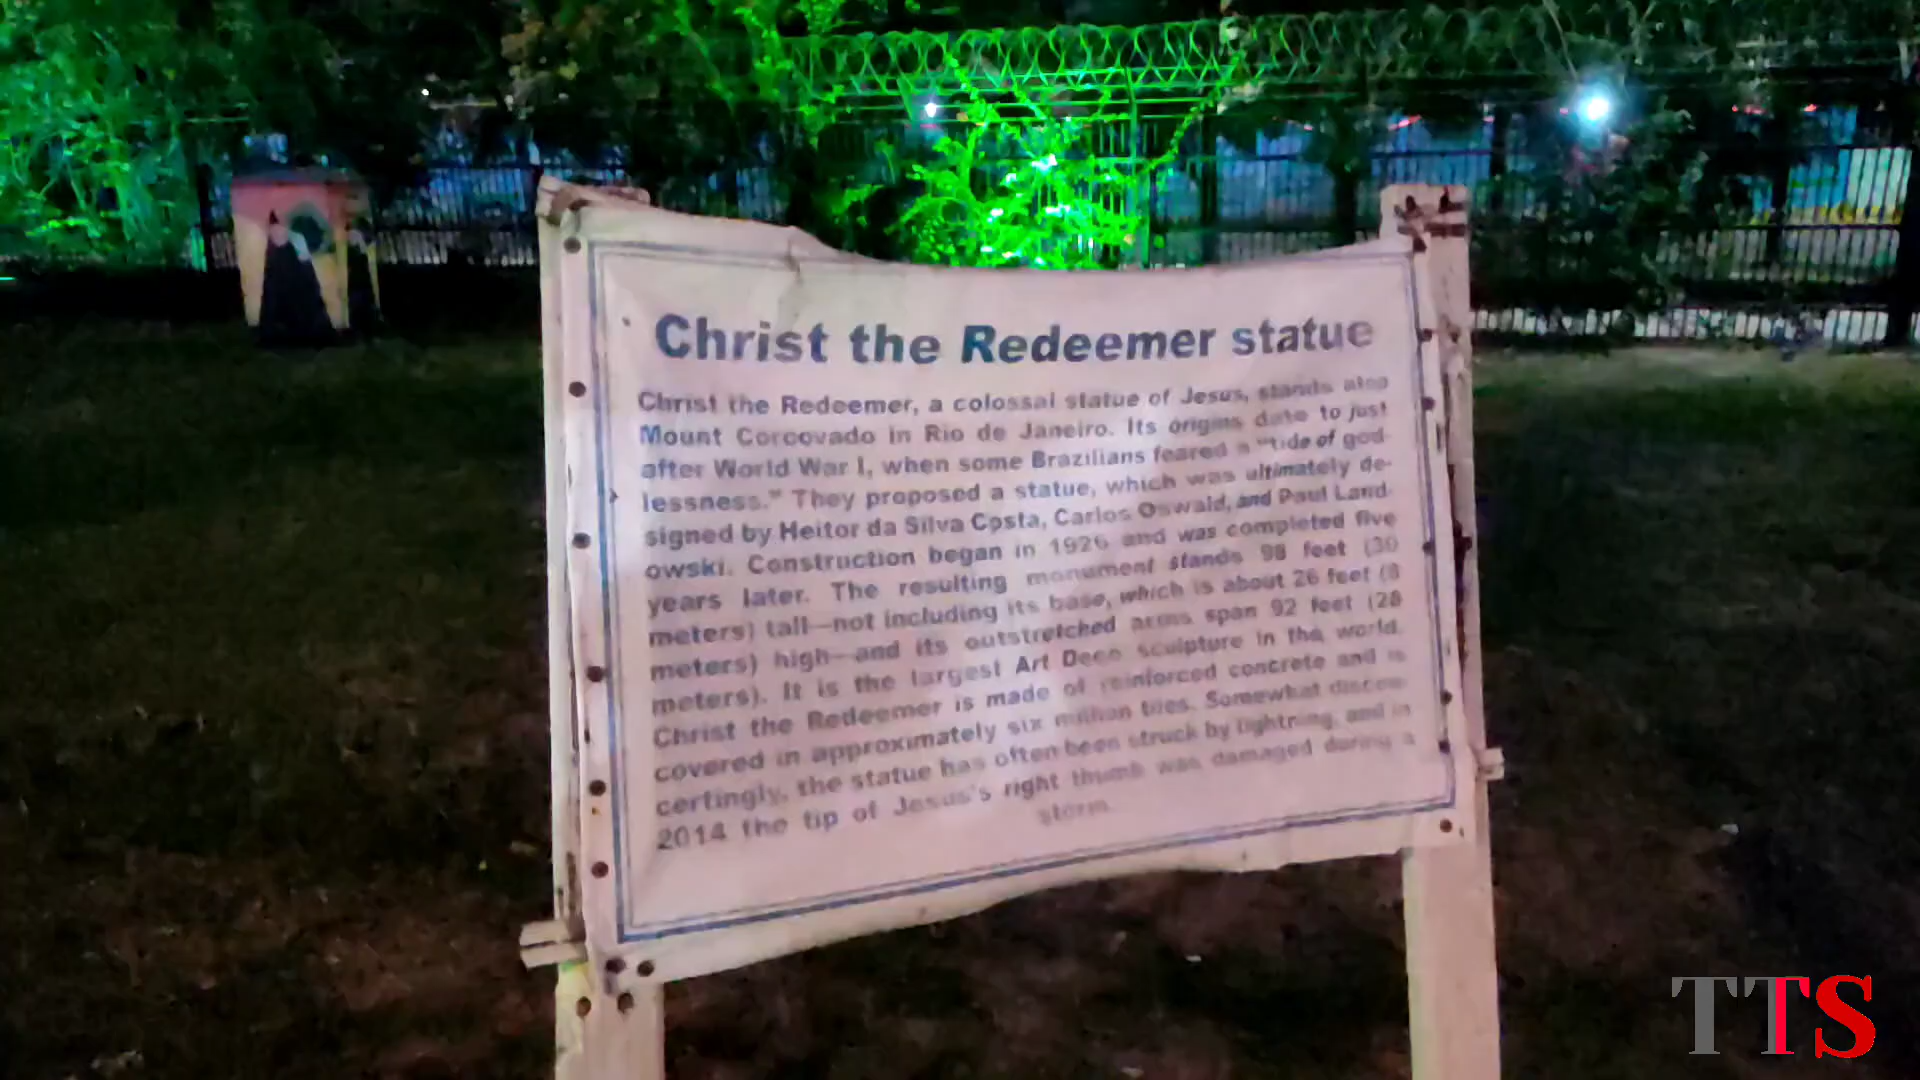 Christ the Redeemer statue
Christ the Redeemer, a colossal statue of Jesus, stands atop
Mount Corcovado in Rio de Janeiro. Its origins date to just
after World War I, when some Brazilians feared a "tide of god-
lessness." They proposed a statue, which was ultimately de-
signed by Heitor da Silva Costa, Carlos Oswald, and Paul Land-
owski. Construction began in 1926 and was completed five
years later. The resulting monument stands 98 feet (30
meters) tall—not including its base, which is about 26 feet (8
meters) high—and its outstretched arms span 92 feet (28
meters). It is the largest Art Deco sculpture in the world.
Christ the Redeemer is made of reinforced concrete and is
covered in approximately six million tiles. Somewhat discon-
certingly, the statue has often been struck by lightning, and in
2014 the tip of Jesus's right thumb was damaged during a
storm.
TTS